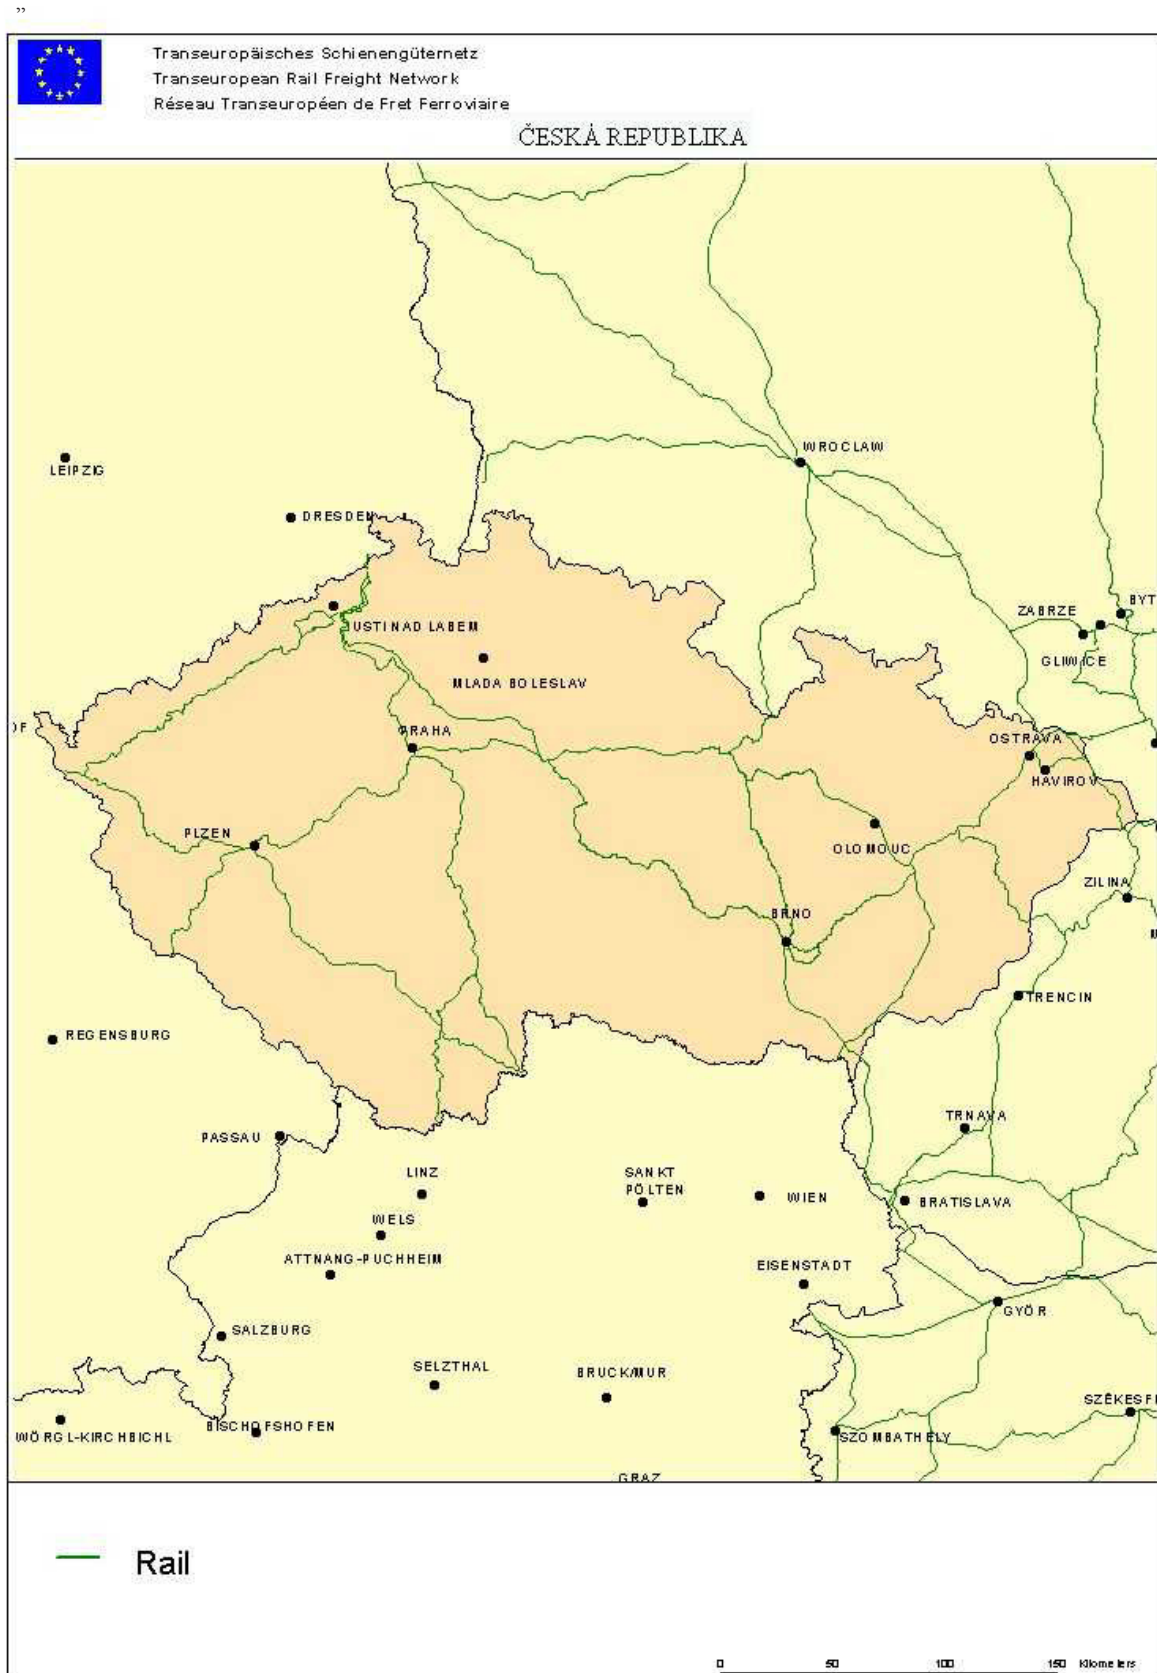 ”
Transeuropäisches Schienengüternetz
Transeuropean Rail Freight Network
Réseau Transeuropéen de Fret Ferroviaire
ČESKÁ REPUBLIKA
WROCLAW
LEIPZIG
DRESDEN
BYT
ZABRZE
USTI NAD LABEM
GLIWICE
MLADA BOLESLAV
OF
PRAHA
OSTRAVA
HAVIROV
PLZEN
OLOMOUC
ZILINA
BRNO
TRENCIN
REGENSBURG
TRNAVA
PASSAU
LINZ
SANKT
PÖLTEN
WIEN
BRATISLAVA
WELS
ATTNANG-PUCHHEIM
EISENSTADT
GYÖR
SALZBURG
SELZTHAL
BRUCK/MUR
SZÉKESF
BISCHOFSHOFEN
WÖRGL-KIRCHBICHL
SZOMBATHELY
GRAZ
Rail
0 50 100 150 Kilometers